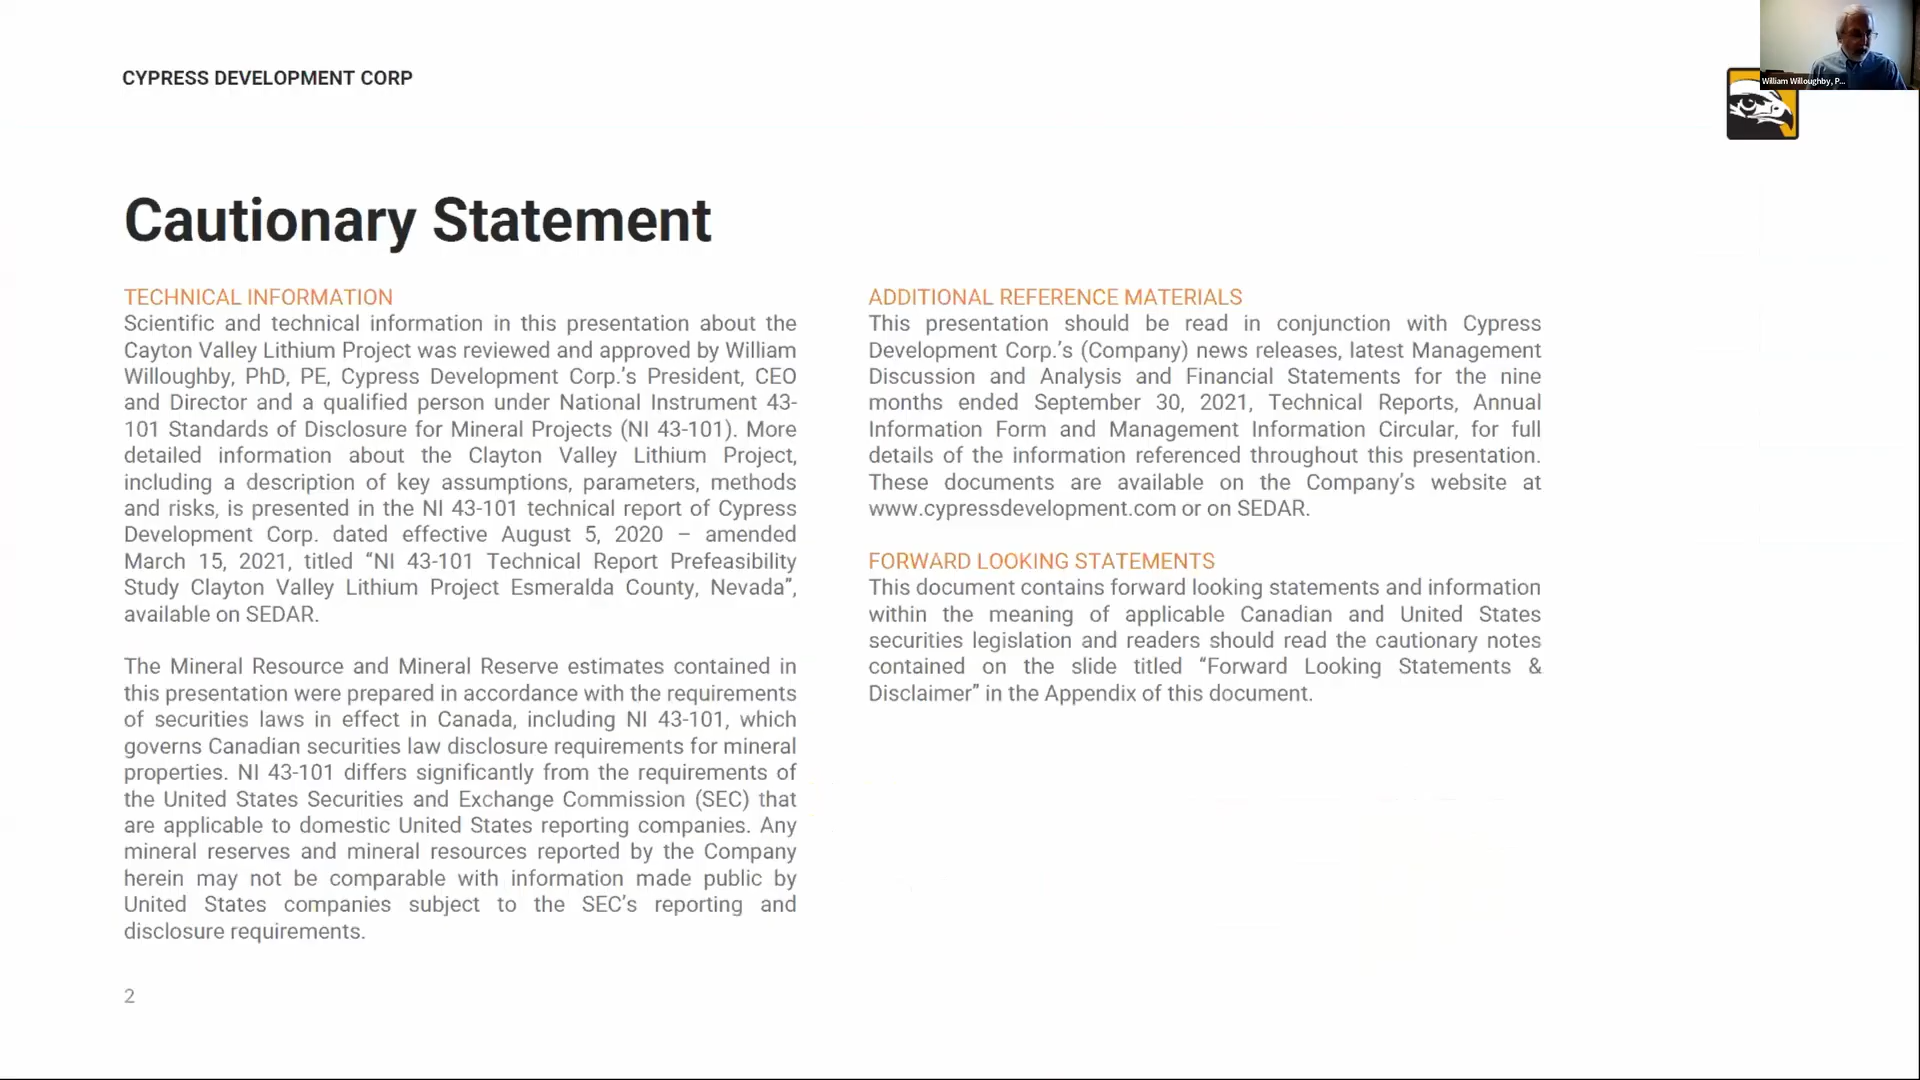 CYPRESS DEVELOPMENT CORP
William Willoughby, P...
Cautionary Statement
TECHNICAL INFORMATION
Scientific and technical information in this presentation about the
Cayton Valley Lithium Project was reviewed and approved by William
Willoughby, PhD, PE, Cypress Development Corp.’s President, CEO
and Director and a qualified person under National Instrument 43-
101 Standards of Disclosure for Mineral Projects (NI 43-101). More
detailed information about the Clayton Valley Lithium Project,
including a description of key assumptions, parameters, methods
and risks, is presented in the NI 43-101 technical report of Cypress
Development Corp. dated effective August 5, 2020 – amended
March 15, 2021, titled “NI 43-101 Technical Report Prefeasibility
Study Clayton Valley Lithium Project Esmeralda County, Nevada”,
available on SEDAR.
The Mineral Resource and Mineral Reserve estimates contained in
this presentation were prepared in accordance with the requirements
of securities laws in effect in Canada, including NI 43-101, which
governs Canadian securities law disclosure requirements for mineral
properties. NI 43-101 differs significantly from the requirements of
the United States Securities and Exchange Commission (SEC) that
are applicable to domestic United States reporting companies. Any
mineral reserves and mineral resources reported by the Company
herein may not be comparable with information made public by
United States companies subject to the SEC’s reporting and
disclosure requirements.
ADDITIONAL REFERENCE MATERIALS
This presentation should be read in conjunction with Cypress
Development Corp.’s (Company) news releases, latest Management
Discussion and Analysis and Financial Statements for the nine
months ended September 30, 2021, Technical Reports, Annual
Information Form and Management Information Circular, for full
details of the information referenced throughout this presentation.
These documents are available on the Company’s website at
www.cypressdevelopment.com or on SEDAR.
FORWARD LOOKING STATEMENTS
This document contains forward looking statements and information
within the meaning of applicable Canadian and United States
securities legislation and readers should read the cautionary notes
contained on the slide titled “Forward Looking Statements &
Disclaimer” in the Appendix of this document.
2